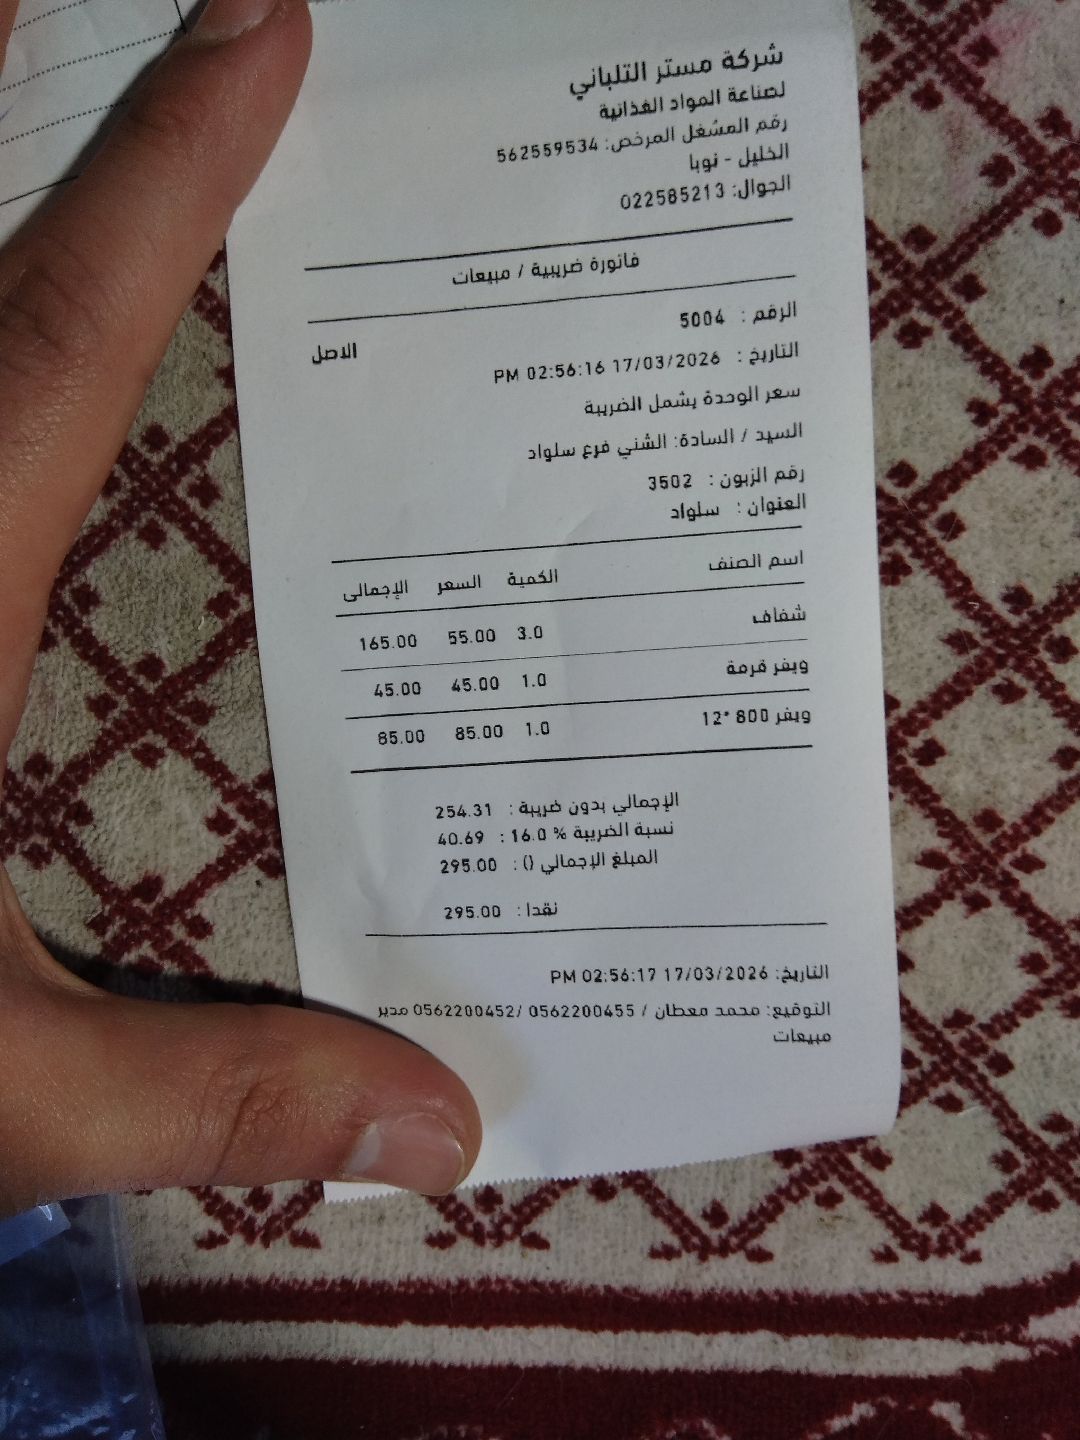 شركة مستر التلباني
لصناعة المواد الغذائية
رقم المشغل المرخص: 562559534
الخليل - نوبا
الجوال: 022585213
فاتورة ضريبية / مبيعات
الرقم : 5004
الاصل
التاريخ : 17/03/2026 02:56:16 PM
سعر الوحدة يشمل الضريبة
السيد / السادة: الشني فرع سلواد
رقم الزبون : 3502
العنوان : سلواد
اسم الصنف الكمية السعر الإجمالي
شفاف 3.0 55.00 165.00
ويفر قرمة 1.0 45.00 45.00
ويفر 800 *12 1.0 85.00 85.00
الإجمالي بدون ضريبة : 254.31
نسبة الضريبة % 16.0 : 40.69
المبلغ الإجمالي () : 295.00
نقدا : 295.00
التاريخ: 17/03/2026 02:56:17 PM
التوقيع: محمد معطان / 0562200455 /0562200452 مدير
مبيعات